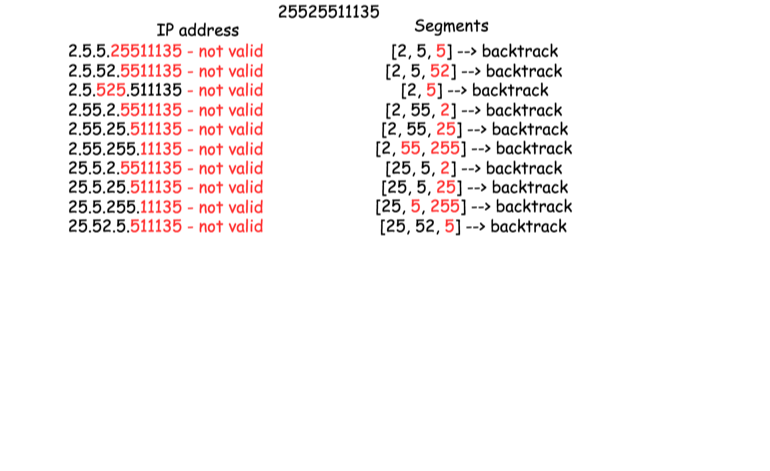 25525511135
IP address Segments
2.5.5.25511135 - not valid [2, 5, 5] --> backtrack
2.5.52.5511135 - not valid [2, 5, 52] --> backtrack
2.5.525.511135 - not valid [2, 5] --> backtrack
2.55.2.5511135 - not valid [2, 55, 2] --> backtrack
2.55.25.511135 - not valid [2, 55, 25] --> backtrack
2.55.255.11135 - not valid [2, 55, 255] --> backtrack
25.5.2.5511135 - not valid [25, 5, 2] --> backtrack
25.5.25.511135 - not valid [25, 5, 25] --> backtrack
25.5.255.11135 - not valid [25, 5, 255] --> backtrack
25.52.5.511135 - not valid [25, 52, 5] --> backtrack